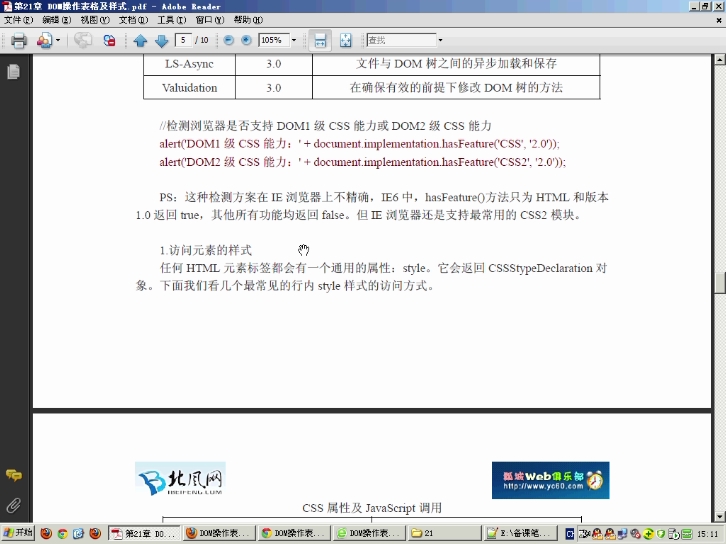 第21章 DOM操作表格及样式.pdf - Adobe Reader
文件(F) 编辑(E) 视图(V) 文档(D) 工具(T) 窗口(W) 帮助(H)
5 / 10 105% 查找
LS-Async 3.0 文件与 DOM 树之间的异步加载和保存
Valuidation 3.0 在确保有效的前提下修改 DOM 树的方法
//检测浏览器是否支持 DOM1 级 CSS 能力或 DOM2 级 CSS 能力
alert('DOM1 级 CSS 能力：' + document.implementation.hasFeature('CSS', '2.0'));
alert('DOM2 级 CSS 能力：' + document.implementation.hasFeature('CSS2', '2.0'));
PS：这种检测方案在 IE 浏览器上不精确，IE6 中，hasFeature()方法只为 HTML 和版本
1.0 返回 true，其他所有功能均返回 false。但 IE 浏览器还是支持最常用的 CSS2 模块。
1.访问元素的样式
任何 HTML 元素标签都会有一个通用的属性：style。它会返回 CSSStypeDeclaration 对
象。下面我们看几个最常见的行内 style 样式的访问方式。
北风网
IBEIFENG.COM
瓢城Web俱乐部
http://www.yc60.com
CSS 属性及 JavaScript 调用
开始 第21章 DO... DOM操作表... DOM操作表... DOM操作表... 21 E:\备课笔... 15:11